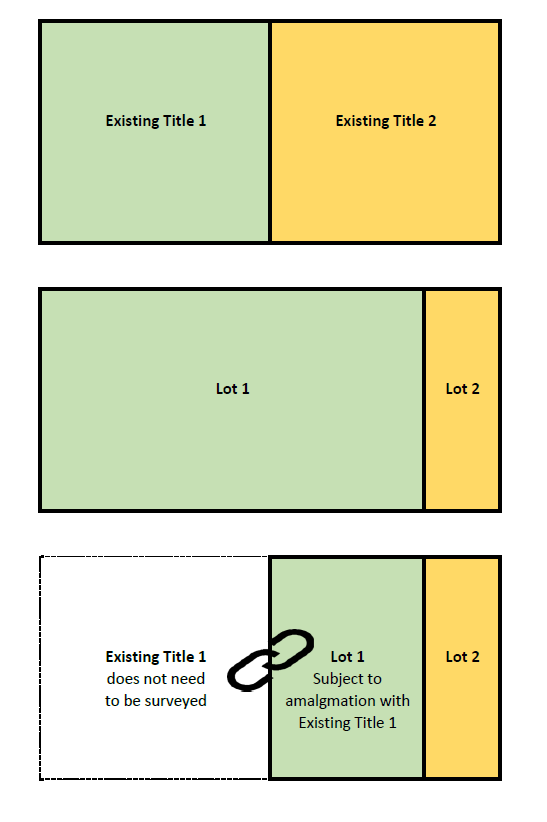 Existing Title 1
Existing Title 2
Lot 1
Lot 2
Existing Title 1
does not need
to be surveyed
Lot 1
Subject to
amalgmation with
Existing Title 1
Lot 2